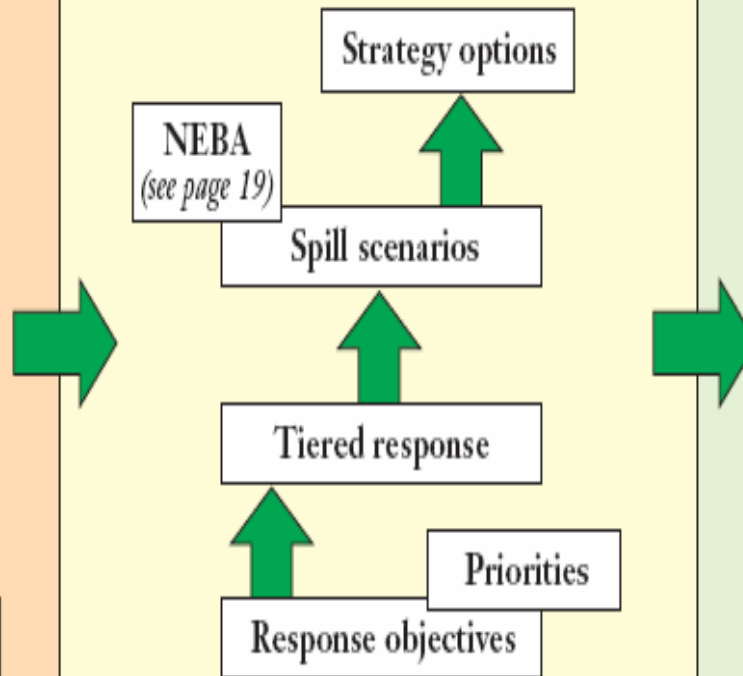 Strategy options
NEBA
(see page 19)
Spill scenarios
Tiered response
Priorities
Response objectives